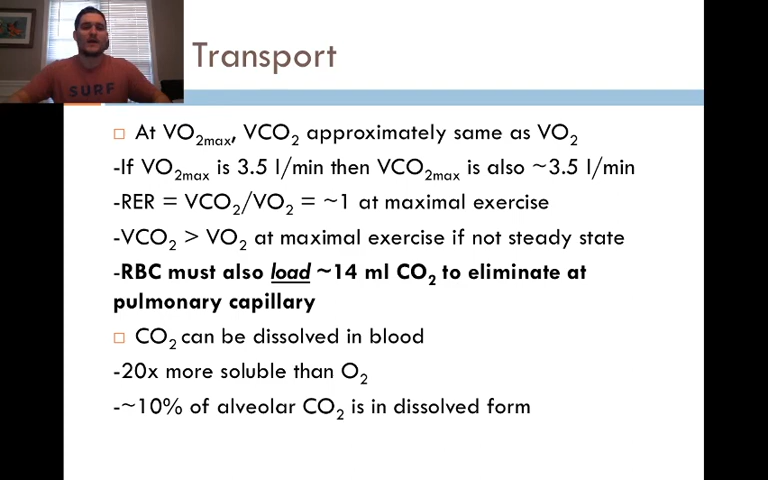 SURF
Transport
At VO2max, VCO2 approximately same as VO2
-If VO2max is 3.5 l/min then VCO2max is also ~3.5 l/min
-RER = VCO2/VO2 = ~1 at maximal exercise
-VCO2 > VO2 at maximal exercise if not steady state
-RBC must also load ~14 ml CO2 to eliminate at
pulmonary capillary
CO2 can be dissolved in blood
-20x more soluble than O2
-~10% of alveolar CO2 is in dissolved form